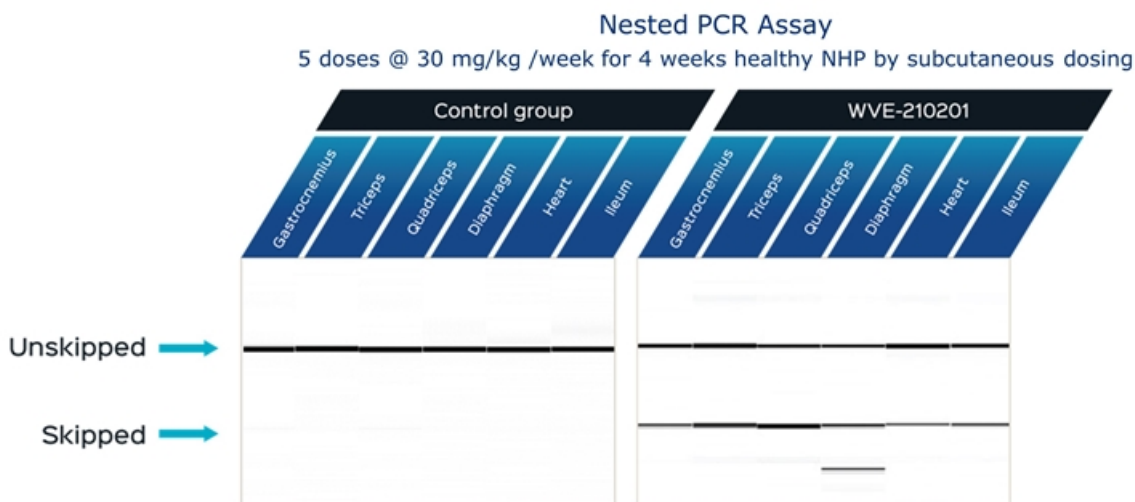 Nested PCR Assay
5 doses @ 30 mg/kg /week for 4 weeks healthy NHP by subcutaneous dosing
Control group
WVE-210201
Gastrocnemius
Triceps
Quadriceps
Diaphragm
Heart
Ileum
Gastrocnemius
Triceps
Quadriceps
Diaphragm
Heart
Ileum
Unskipped
Skipped